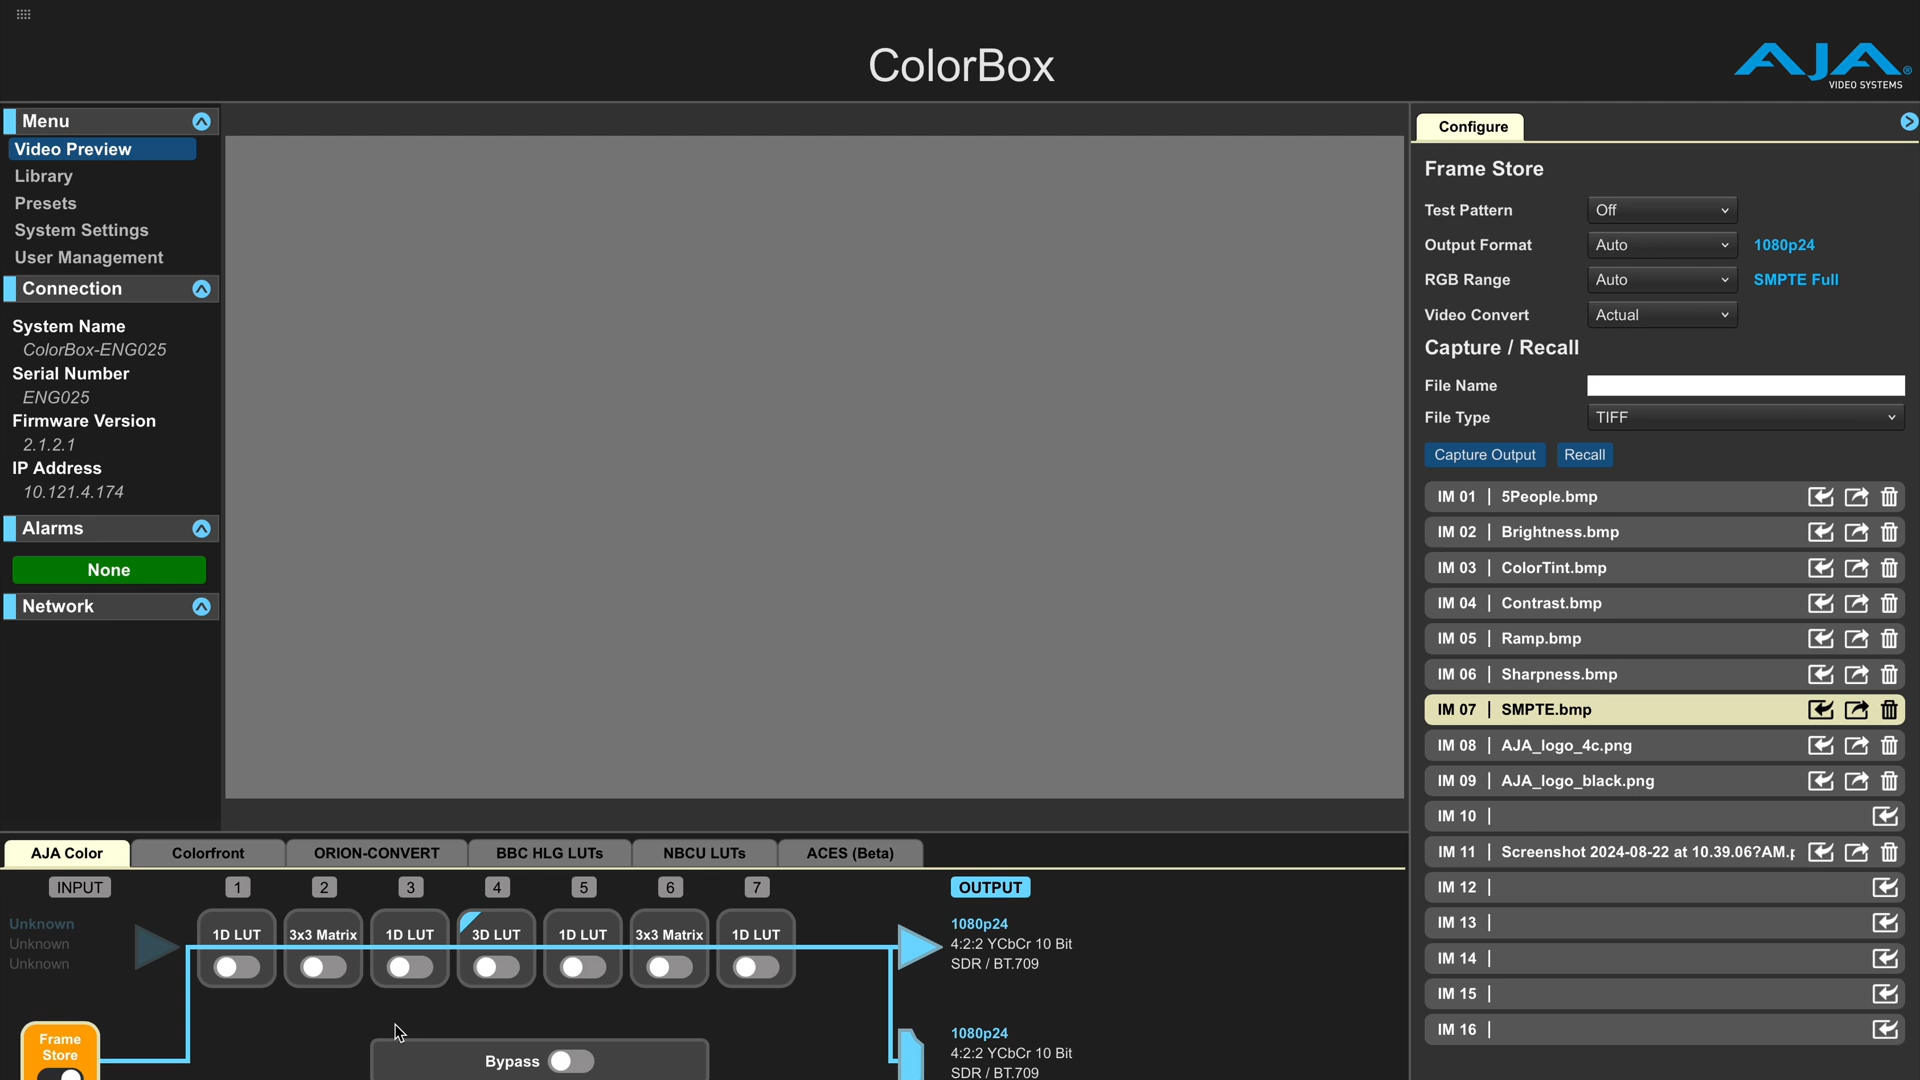 ColorBox
AJA
VIDEO SYSTEMS
®
Menu
Video Preview
Library
Presets
System Settings
User Management
Connection
System Name
ColorBox-ENG025
Serial Number
ENG025
Firmware Version
2.1.2.1
IP Address
10.121.4.174
Alarms
None
Network
Configure
Frame Store
Test Pattern Off
Output Format Auto 1080p24
RGB Range Auto SMPTE Full
Video Convert Actual
Capture / Recall
File Name
File Type TIFF
Capture Output Recall
IM 01 | 5People.bmp
IM 02 | Brightness.bmp
IM 03 | ColorTint.bmp
IM 04 | Contrast.bmp
IM 05 | Ramp.bmp
IM 06 | Sharpness.bmp
IM 07 | SMPTE.bmp
IM 08 | AJA_logo_4c.png
IM 09 | AJA_logo_black.png
IM 10 |
IM 11 | Screenshot 2024-08-22 at 10.39.06?AM.p
IM 12 |
IM 13 |
IM 14 |
IM 15 |
IM 16 |
AJA Color Colorfront ORION-CONVERT BBC HLG LUTs NBCU LUTs ACES (Beta)
INPUT 1 2 3 4 5 6 7 OUTPUT
Unknown
Unknown
Unknown
1D LUT 3x3 Matrix 1D LUT 3D LUT 1D LUT 3x3 Matrix 1D LUT
1080p24
4:2:2 YCbCr 10 Bit
SDR / BT.709
Frame
Store
Bypass
1080p24
4:2:2 YCbCr 10 Bit
SDR / BT.709